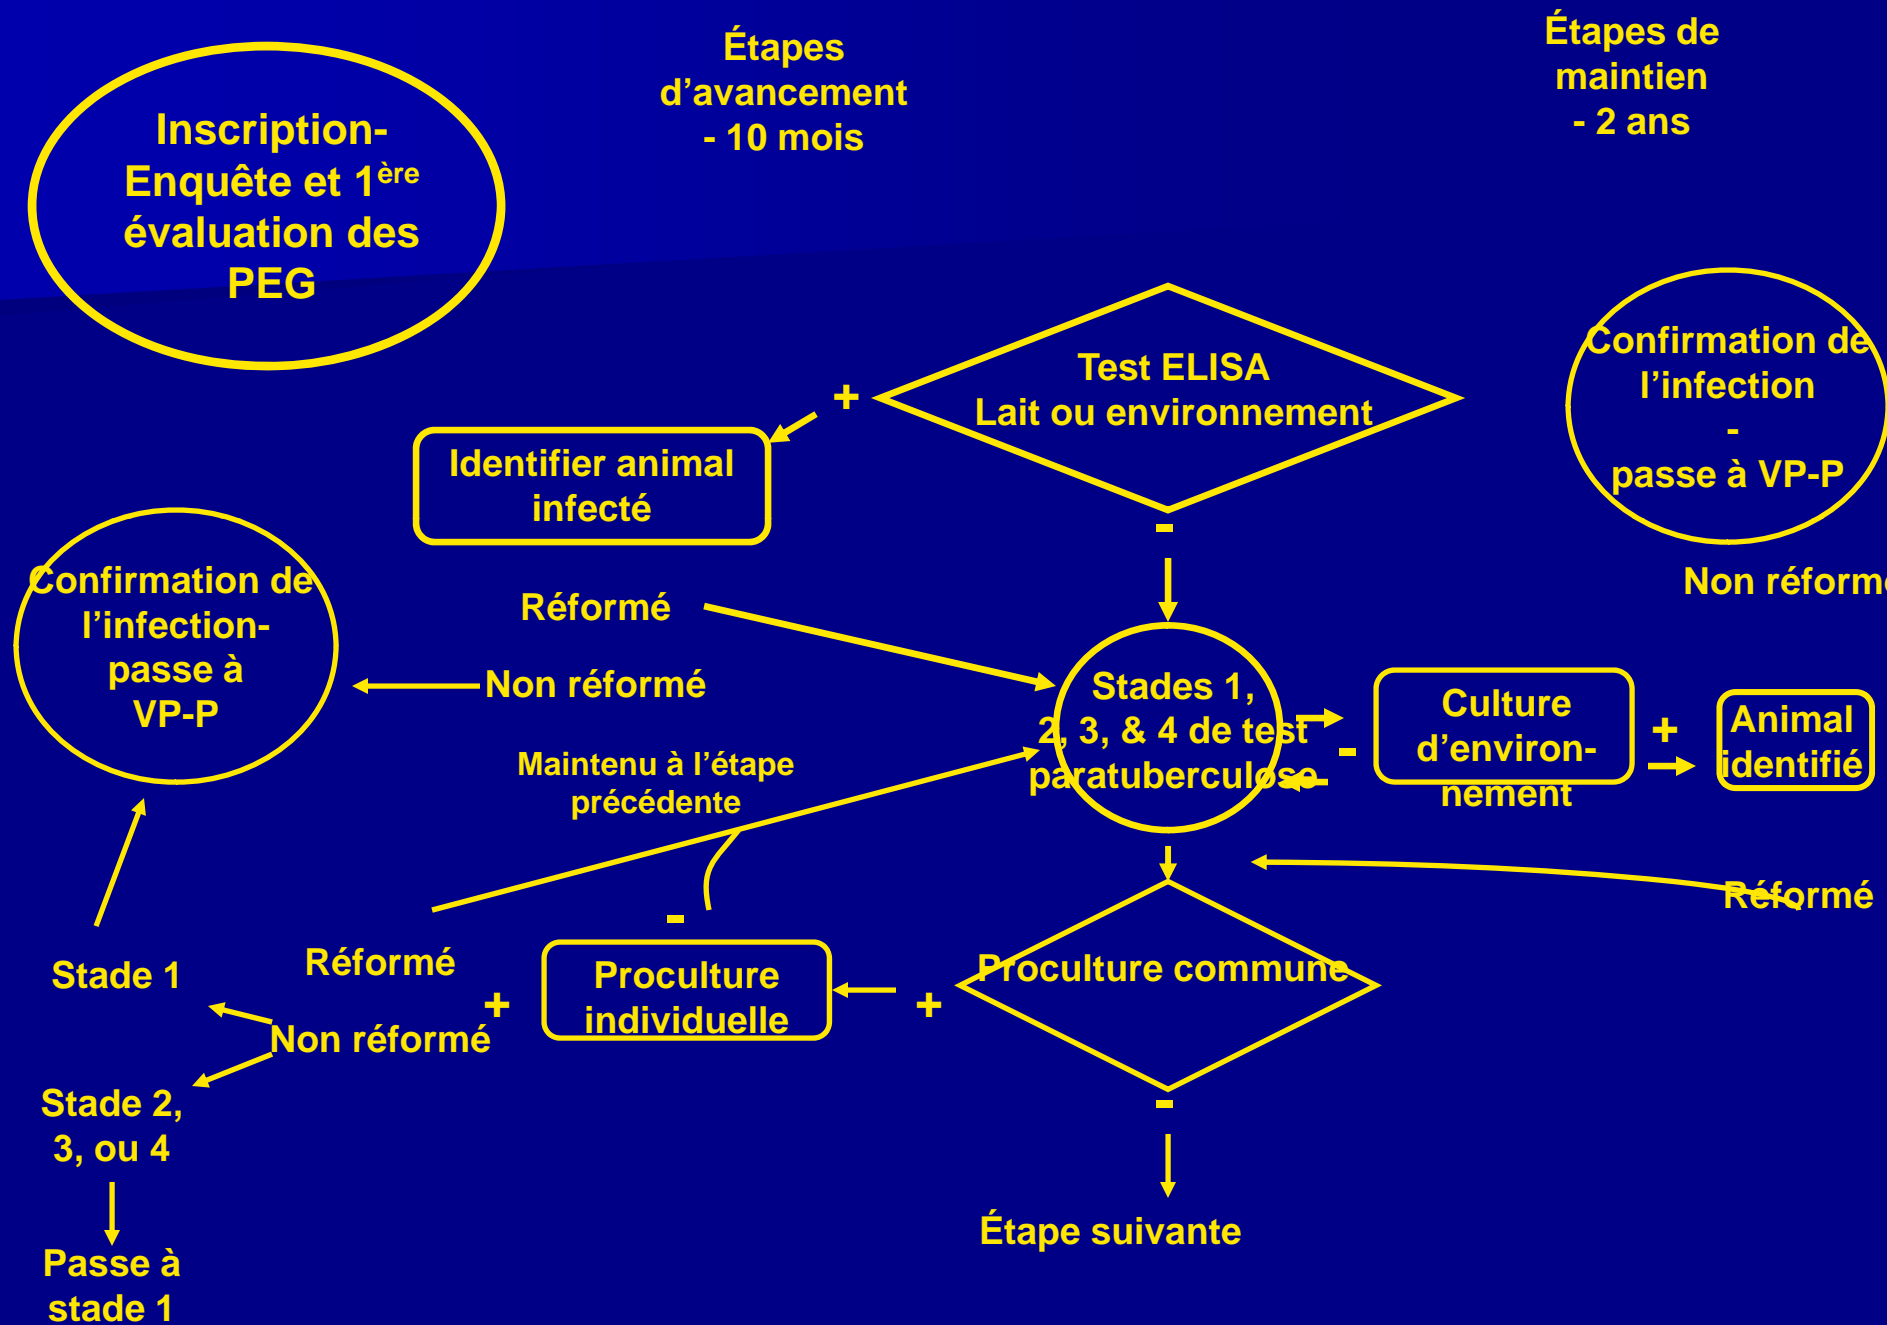 Étapes
d'avancement
- 10 mois
Étapes de
maintien
- 2 ans
Inscription-
Enquête et 1ère
évaluation des
PEG
Test ELISA
Lait ou environnement
+
-
Confirmation de
l'infection
-
passe à VP-P
Non réformé
Identifier animal
infecté
Réformé
Non réformé
Confirmation de
l'infection-
passe à
VP-P
Maintenu à l'étape
précédente
Stades 1,
2, 3, & 4 de test
paratuberculose
-
Culture
d'environ-
nement
+
Animal
identifié
Réformé
Proculture commune
+
-
Étape suivante
Proculture
individuelle
-
+
Réformé
Non réformé
Stade 1
Stade 2,
3, ou 4
Passe à
stade 1